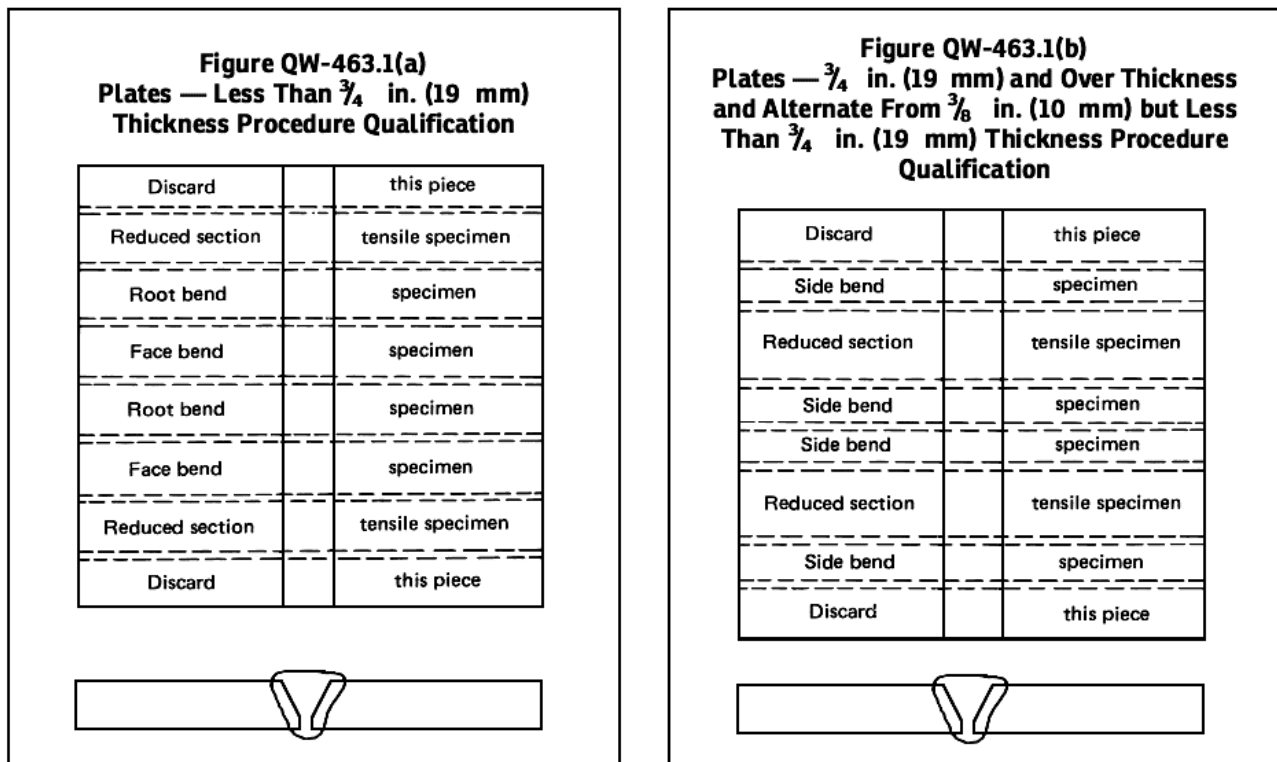 Figure QW-463.1(a)
Plates — Less Than ¾ in. (19 mm)
Thickness Procedure Qualification
Discard this piece
Reduced section tensile specimen
Root bend specimen
Face bend specimen
Root bend specimen
Face bend specimen
Reduced section tensile specimen
Discard this piece
Figure QW-463.1(b)
Plates — ¾ in. (19 mm) and Over Thickness
and Alternate From ⅜ in. (10 mm) but Less
Than ¾ in. (19 mm) Thickness Procedure
Qualification
Discard this piece
Side bend specimen
Reduced section tensile specimen
Side bend specimen
Side bend specimen
Reduced section tensile specimen
Side bend specimen
Discard this piece